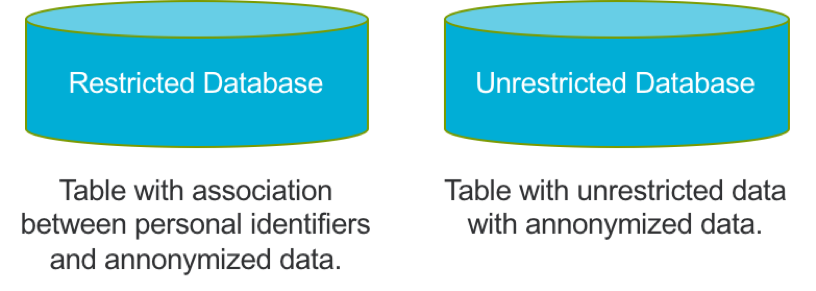 Restricted Database
Unrestricted Database
Table with association
between personal identifiers
and annonymized data.
Table with unrestricted data
with annonymized data.